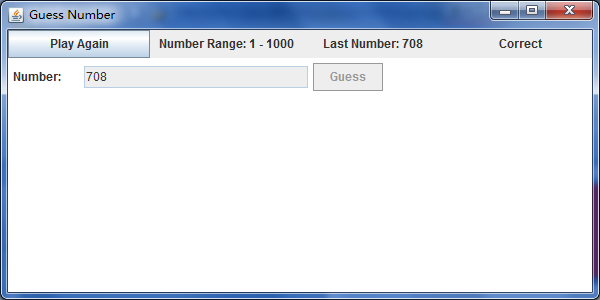 Guess Number
Play Again Number Range: 1 - 1000 Last Number: 708 Correct
Number: 708 Guess